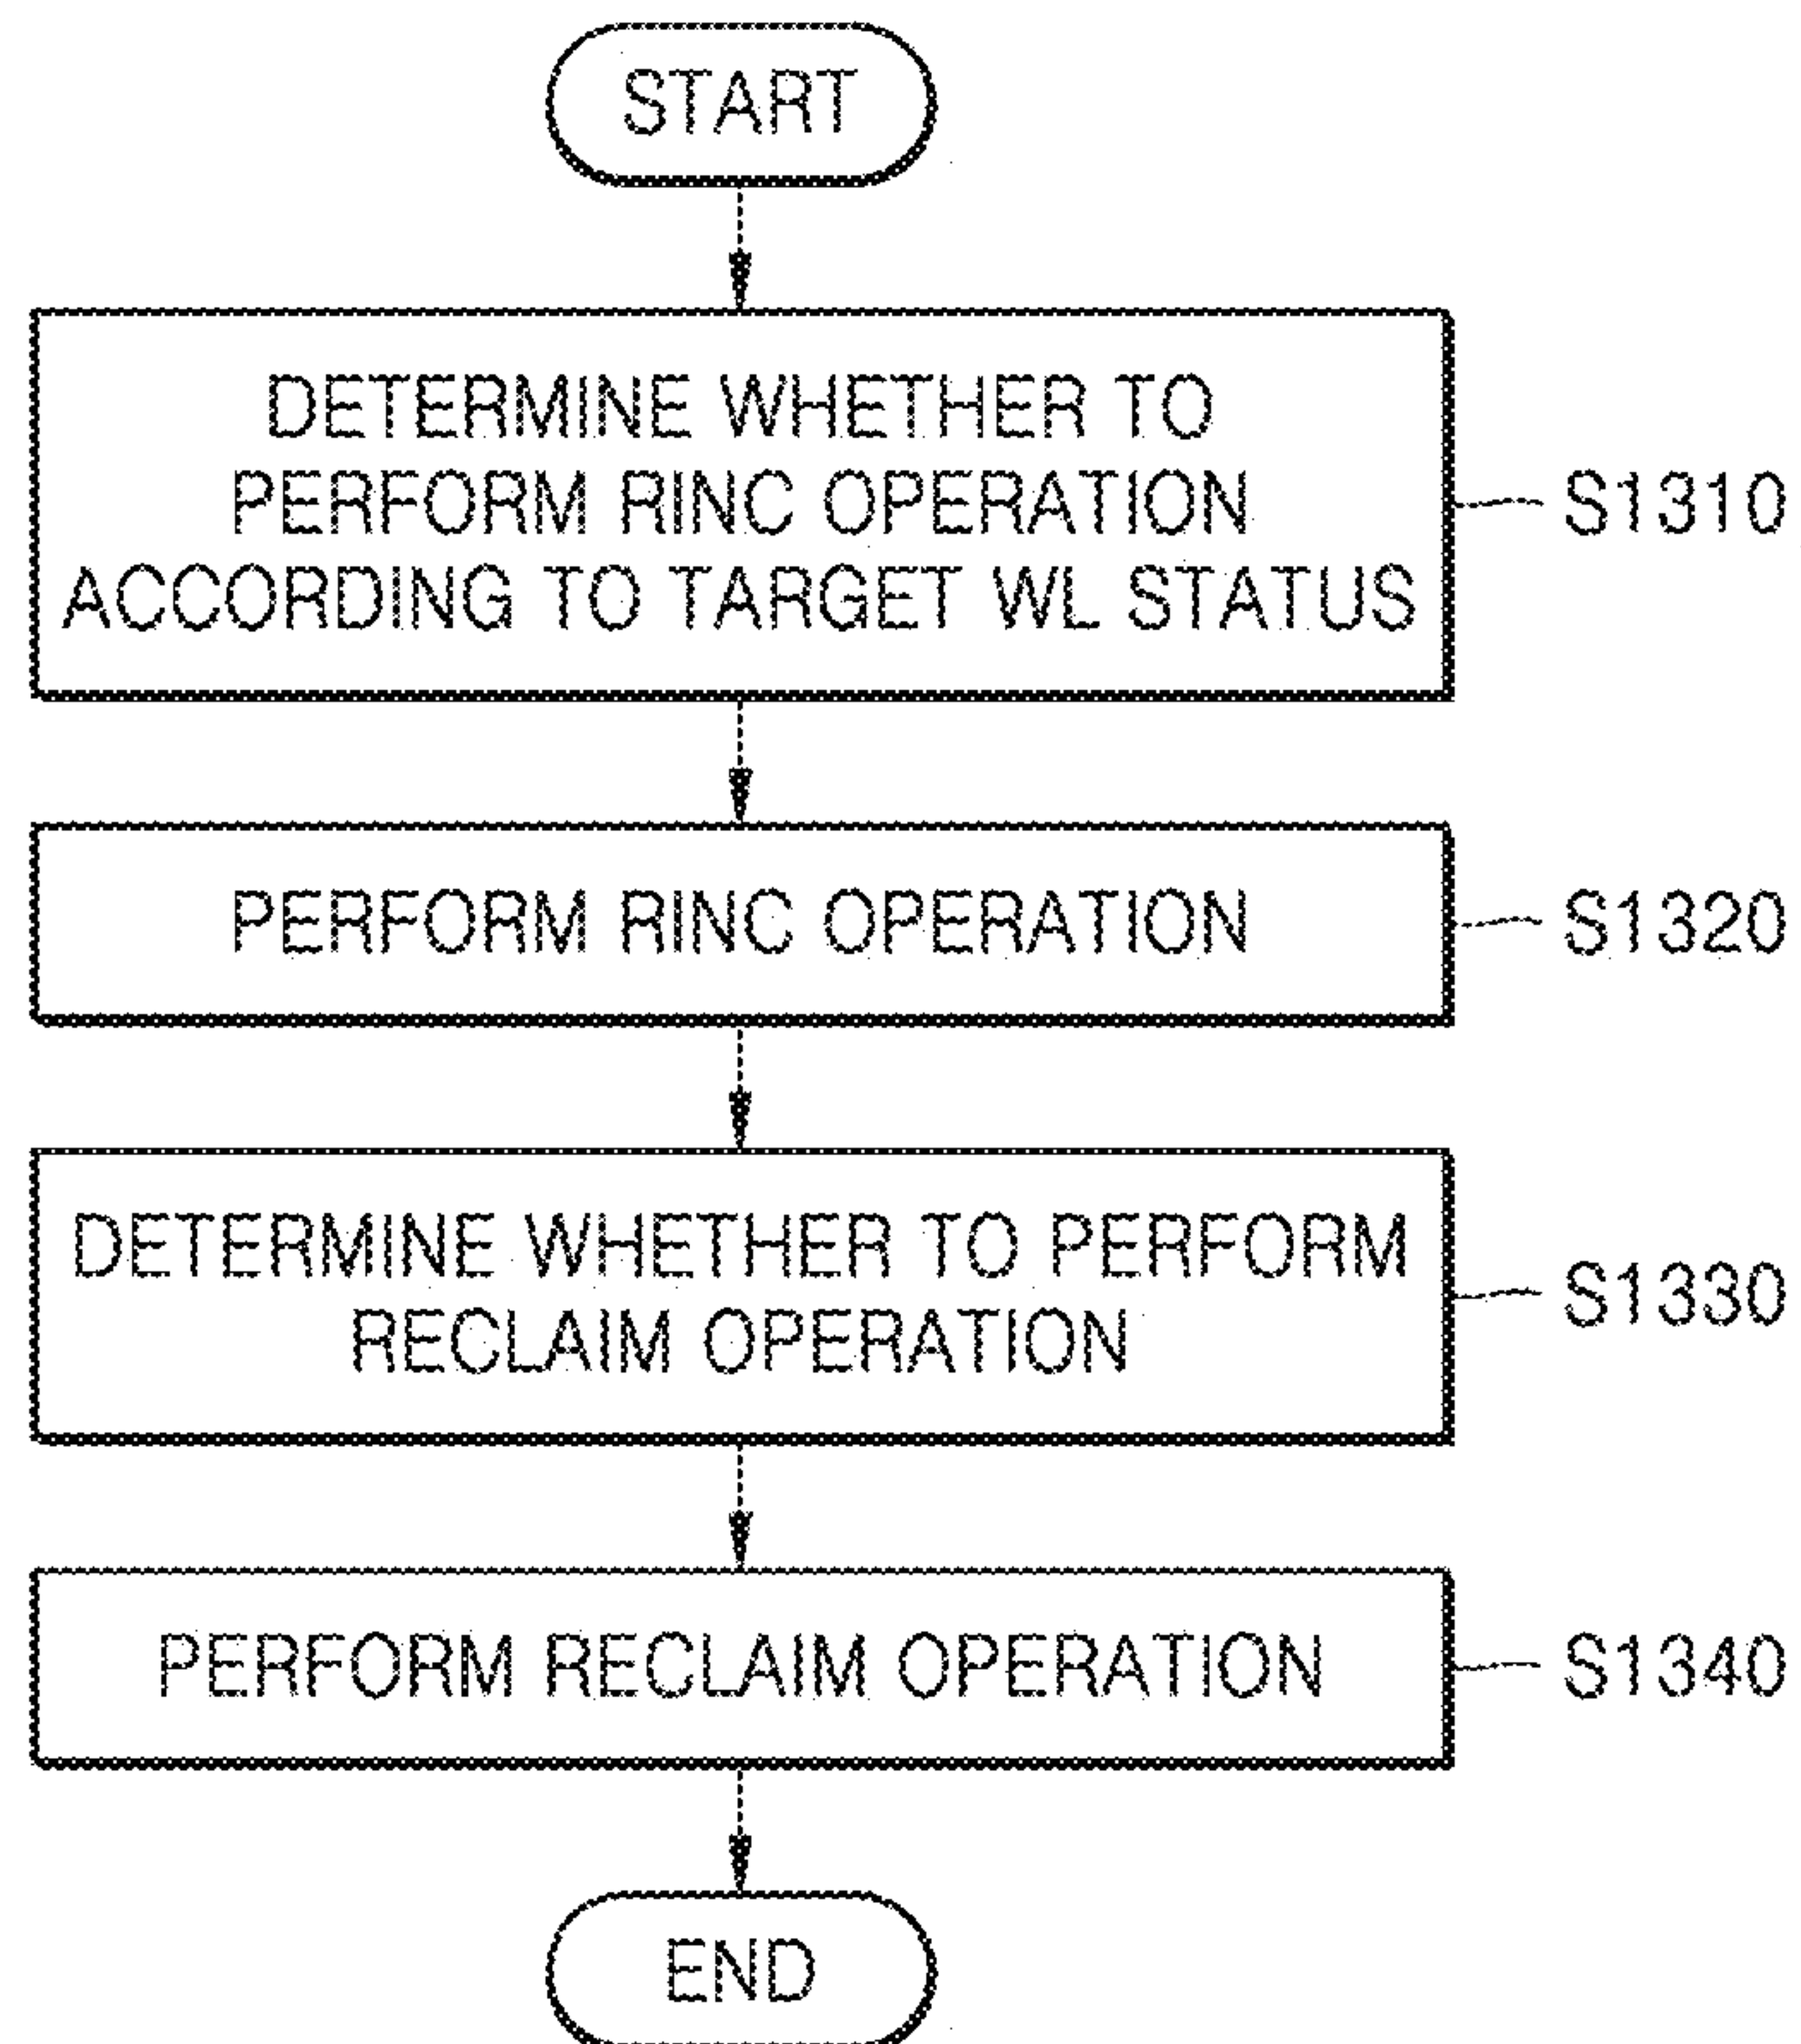 START
DETERMINE WHETHER TO
PERFORM RINC OPERATION
ACCORDING TO TARGET WL STATUS
S1310
PERFORM RINC OPERATION
S1320
DETERMINE WHETHER TO PERFORM
RECLAIM OPERATION
S1330
PERFORM RECLAIM OPERATION
S1340
END